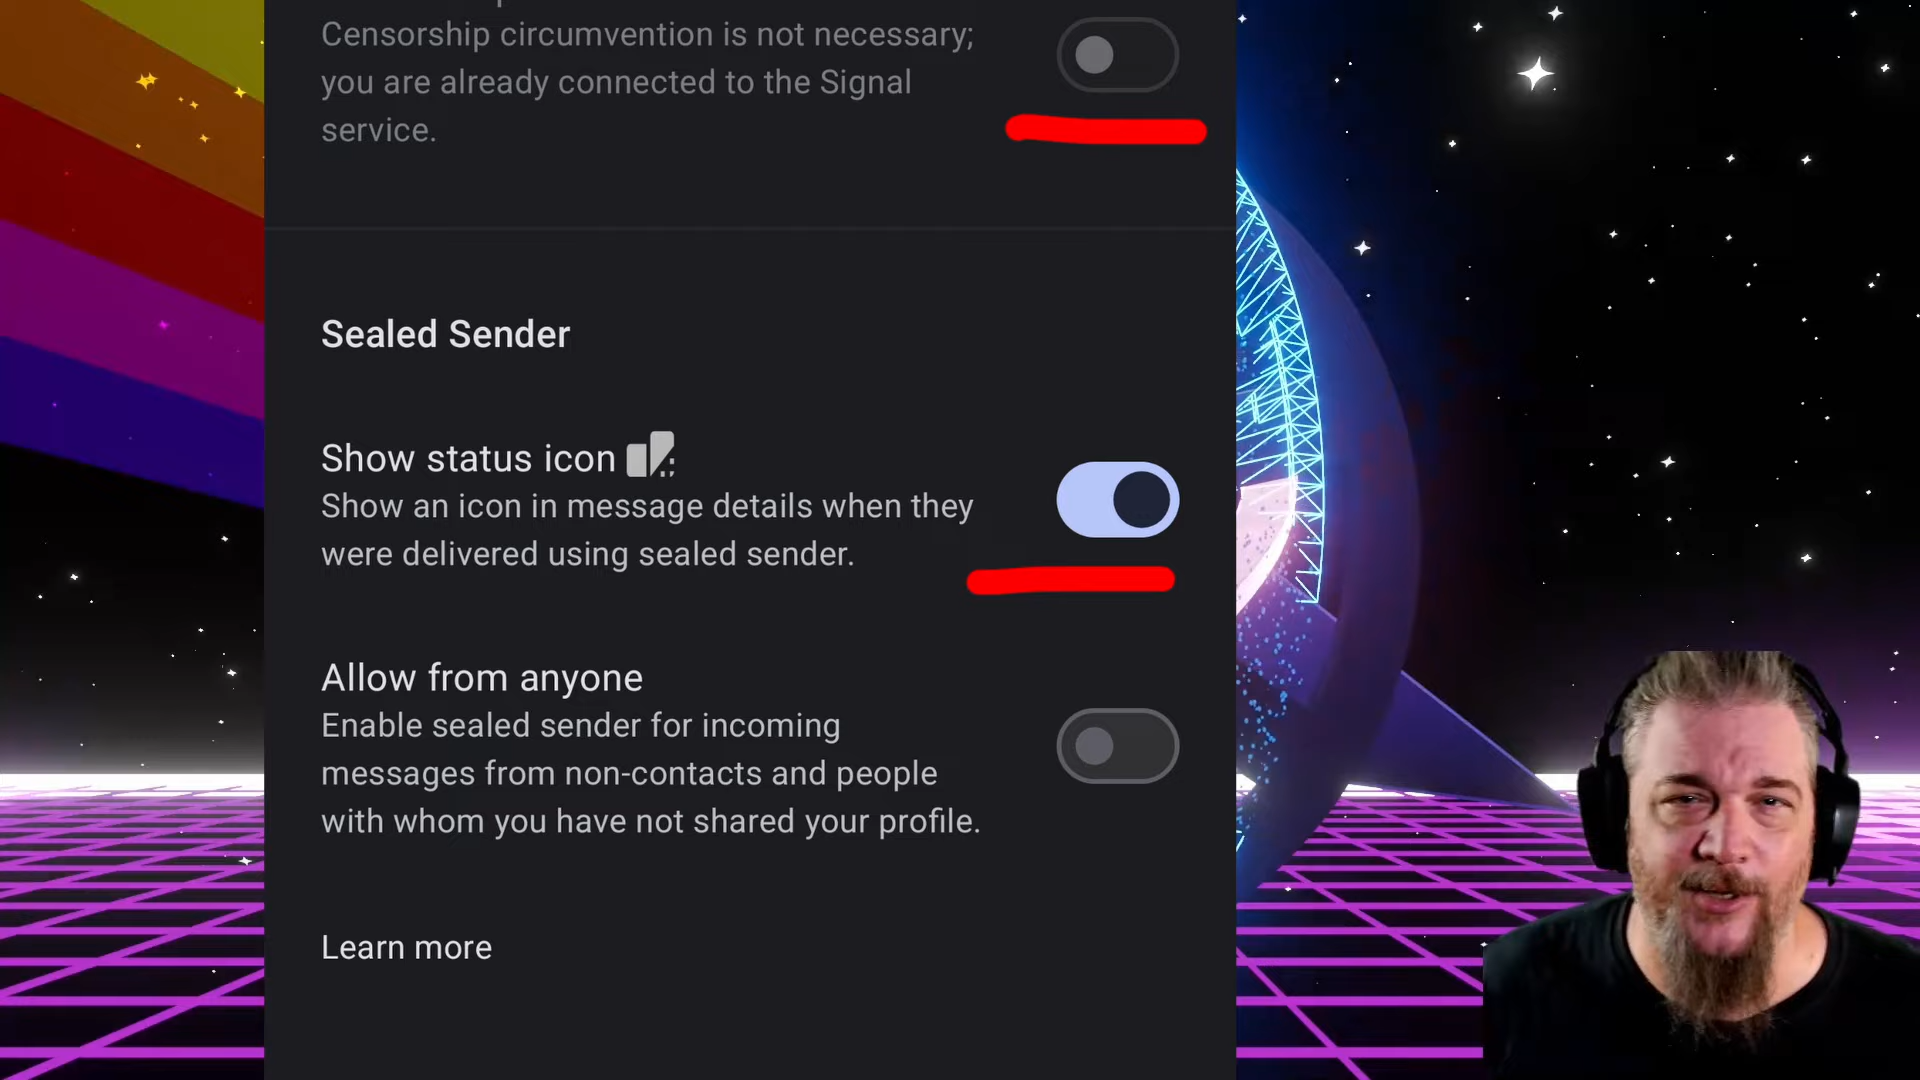 Censorship circumvention is not necessary;
you are already connected to the Signal
service.
Sealed Sender
Show status icon
Show an icon in message details when they
were delivered using sealed sender.
Allow from anyone
Enable sealed sender for incoming
messages from non-contacts and people
with whom you have not shared your profile.
Learn more